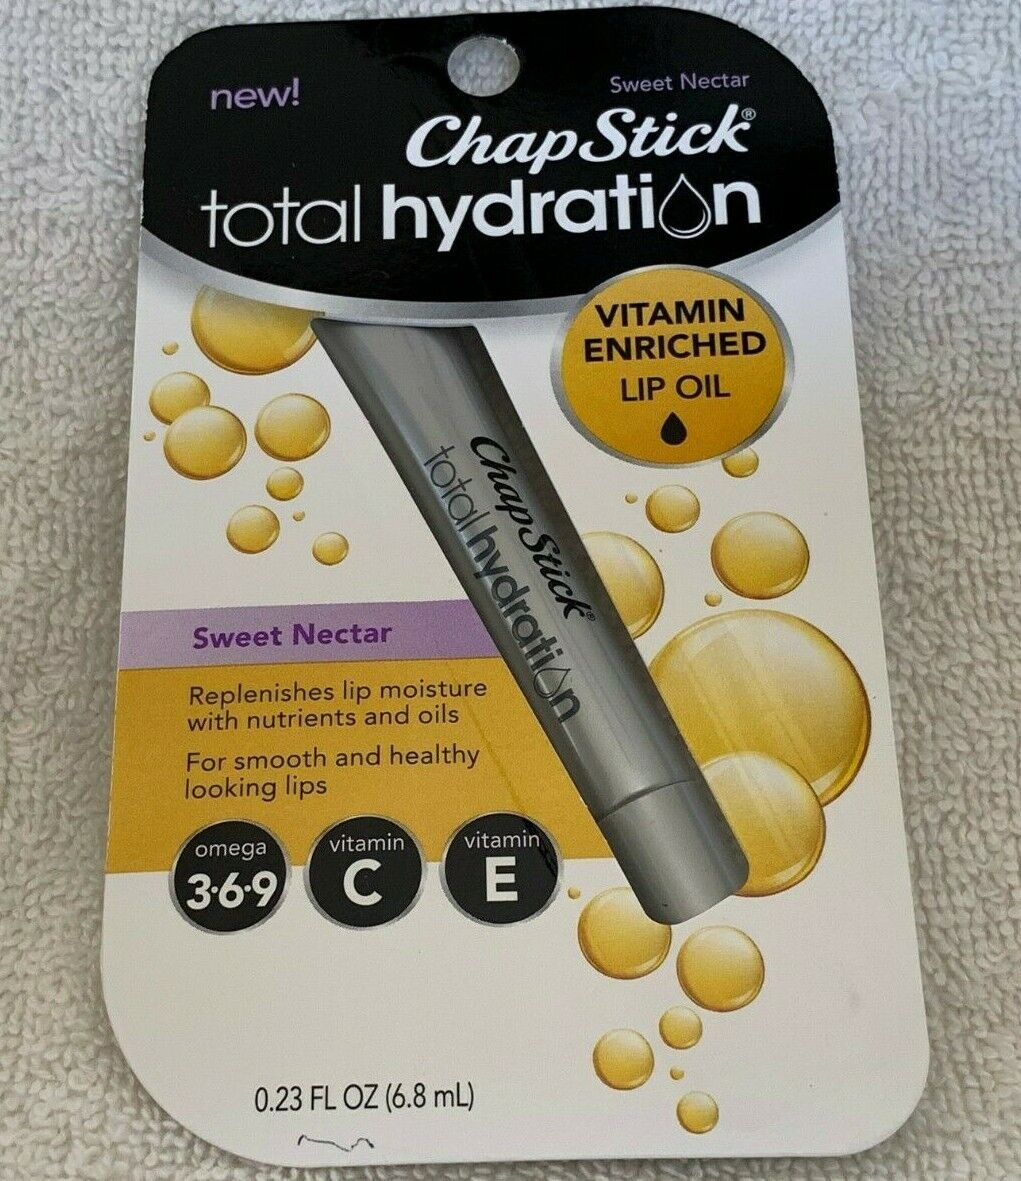 new!
Sweet Nectar
ChapStick®
total hydration
VITAMIN
ENRICHED
LIP OIL
ChapStick®
total hydration
Sweet Nectar
Replenishes lip moisture
with nutrients and oils
For smooth and healthy
looking lips
omega
3·6·9
vitamin
C
vitamin
E
0.23 FL OZ (6.8 mL)